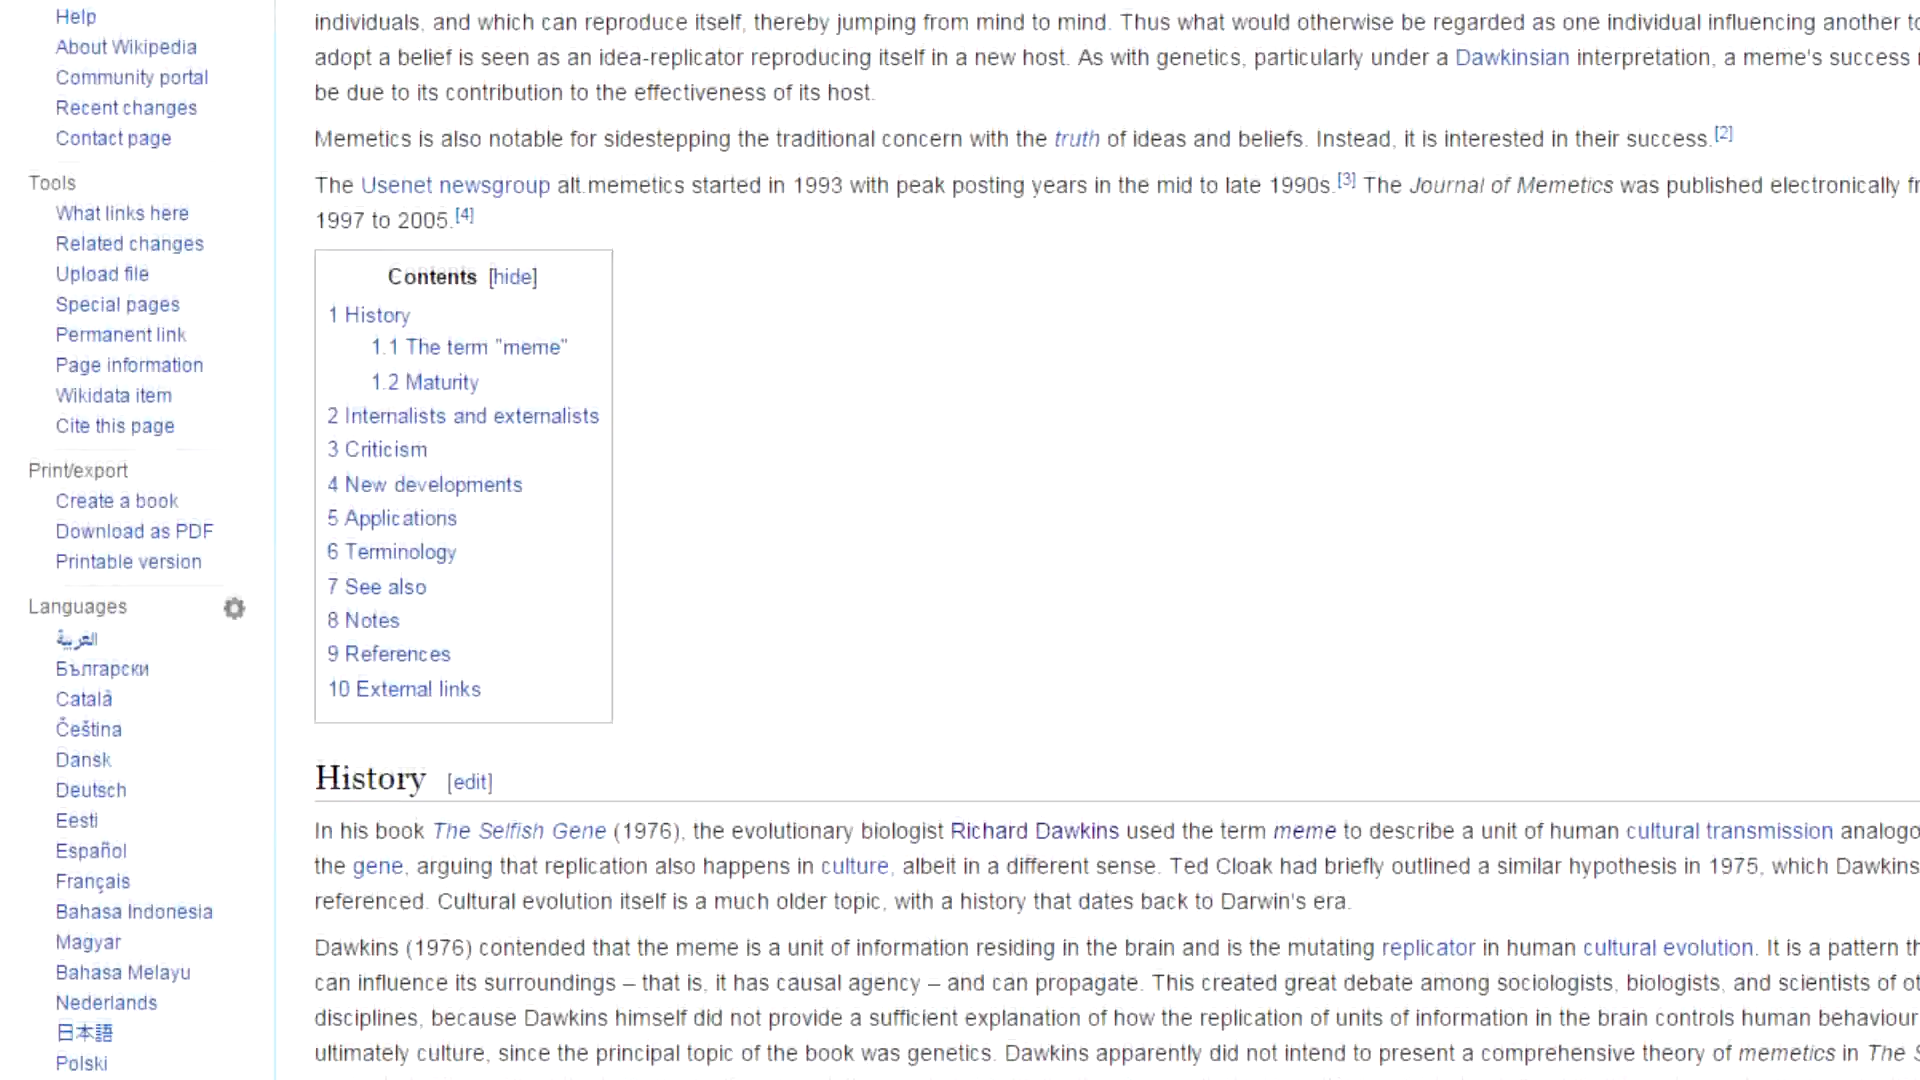 Help
About Wikipedia
Community portal
Recent changes
Contact page
Tools
What links here
Related changes
Upload file
Special pages
Permanent link
Page information
Wikidata item
Cite this page
Print/export
Create a book
Download as PDF
Printable version
Languages
العربية
Български
Català
Čeština
Dansk
Deutsch
Eesti
Español
Français
Bahasa Indonesia
Magyar
Bahasa Melayu
Nederlands
日本語
Polski
individuals, and which can reproduce itself, thereby jumping from mind to mind. Thus what would otherwise be regarded as one individual influencing another to
adopt a belief is seen as an idea-replicator reproducing itself in a new host. As with genetics, particularly under a Dawkinsian interpretation, a meme's success
be due to its contribution to the effectiveness of its host.
Memetics is also notable for sidestepping the traditional concern with the truth of ideas and beliefs. Instead, it is interested in their success.[2]
The Usenet newsgroup alt.memetics started in 1993 with peak posting years in the mid to late 1990s.[3] The Journal of Memetics was published electronically
1997 to 2005.[4]
Contents [hide]
1 History
1.1 The term "meme"
1.2 Maturity
2 Internalists and externalists
3 Criticism
4 New developments
5 Applications
6 Terminology
7 See also
8 Notes
9 References
10 External links
History [edit]
In his book The Selfish Gene (1976), the evolutionary biologist Richard Dawkins used the term meme to describe a unit of human cultural transmission analogo
the gene, arguing that replication also happens in culture, albeit in a different sense. Ted Cloak had briefly outlined a similar hypothesis in 1975, which Dawkins
referenced. Cultural evolution itself is a much older topic, with a history that dates back to Darwin's era.
Dawkins (1976) contended that the meme is a unit of information residing in the brain and is the mutating replicator in human cultural evolution. It is a pattern th
can influence its surroundings – that is, it has causal agency – and can propagate. This created great debate among sociologists, biologists, and scientists of ot
disciplines, because Dawkins himself did not provide a sufficient explanation of how the replication of units of information in the brain controls human behaviour
ultimately culture, since the principal topic of the book was genetics. Dawkins apparently did not intend to present a comprehensive theory of memetics in The S